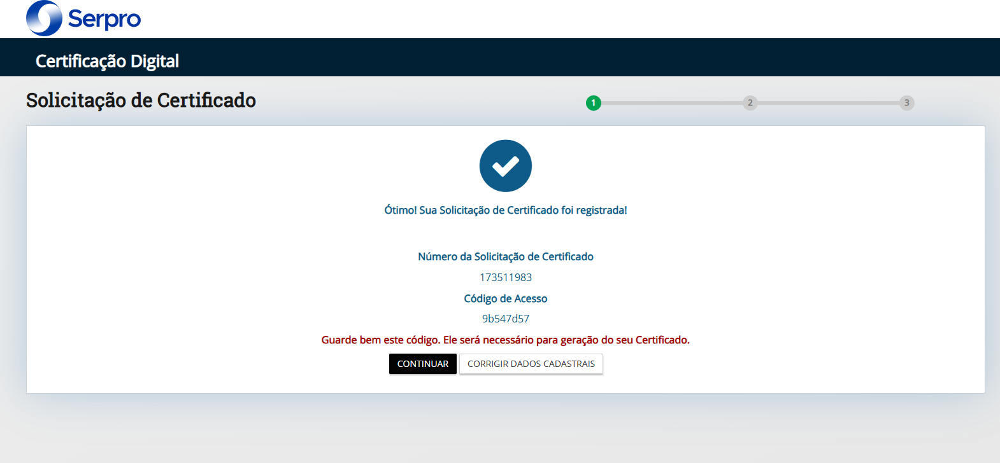 Serpro
Certificação Digital
Solicitação de Certificado
1 2 3
Ótimo! Sua Solicitação de Certificado foi registrada!
Número da Solicitação de Certificado
173511983
Código de Acesso
9b547d57
Guarde bem este código. Ele será necessário para geração do seu Certificado.
CONTINUAR CORRIGIR DADOS CADASTRAIS